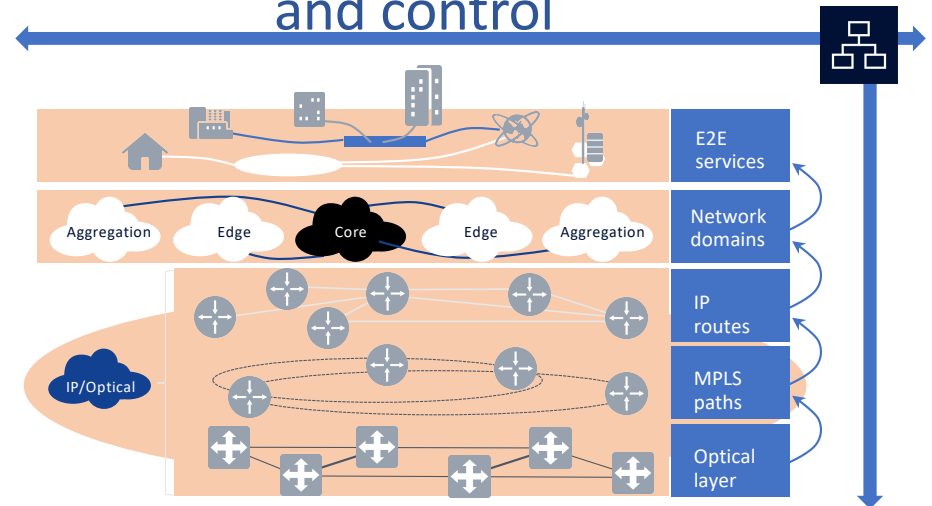 and control
E2E
services
Aggregation
Edge
Core
Edge
Aggregation
Network
domains
IP
routes
IP/Optical
MPLS
paths
Optical
layer